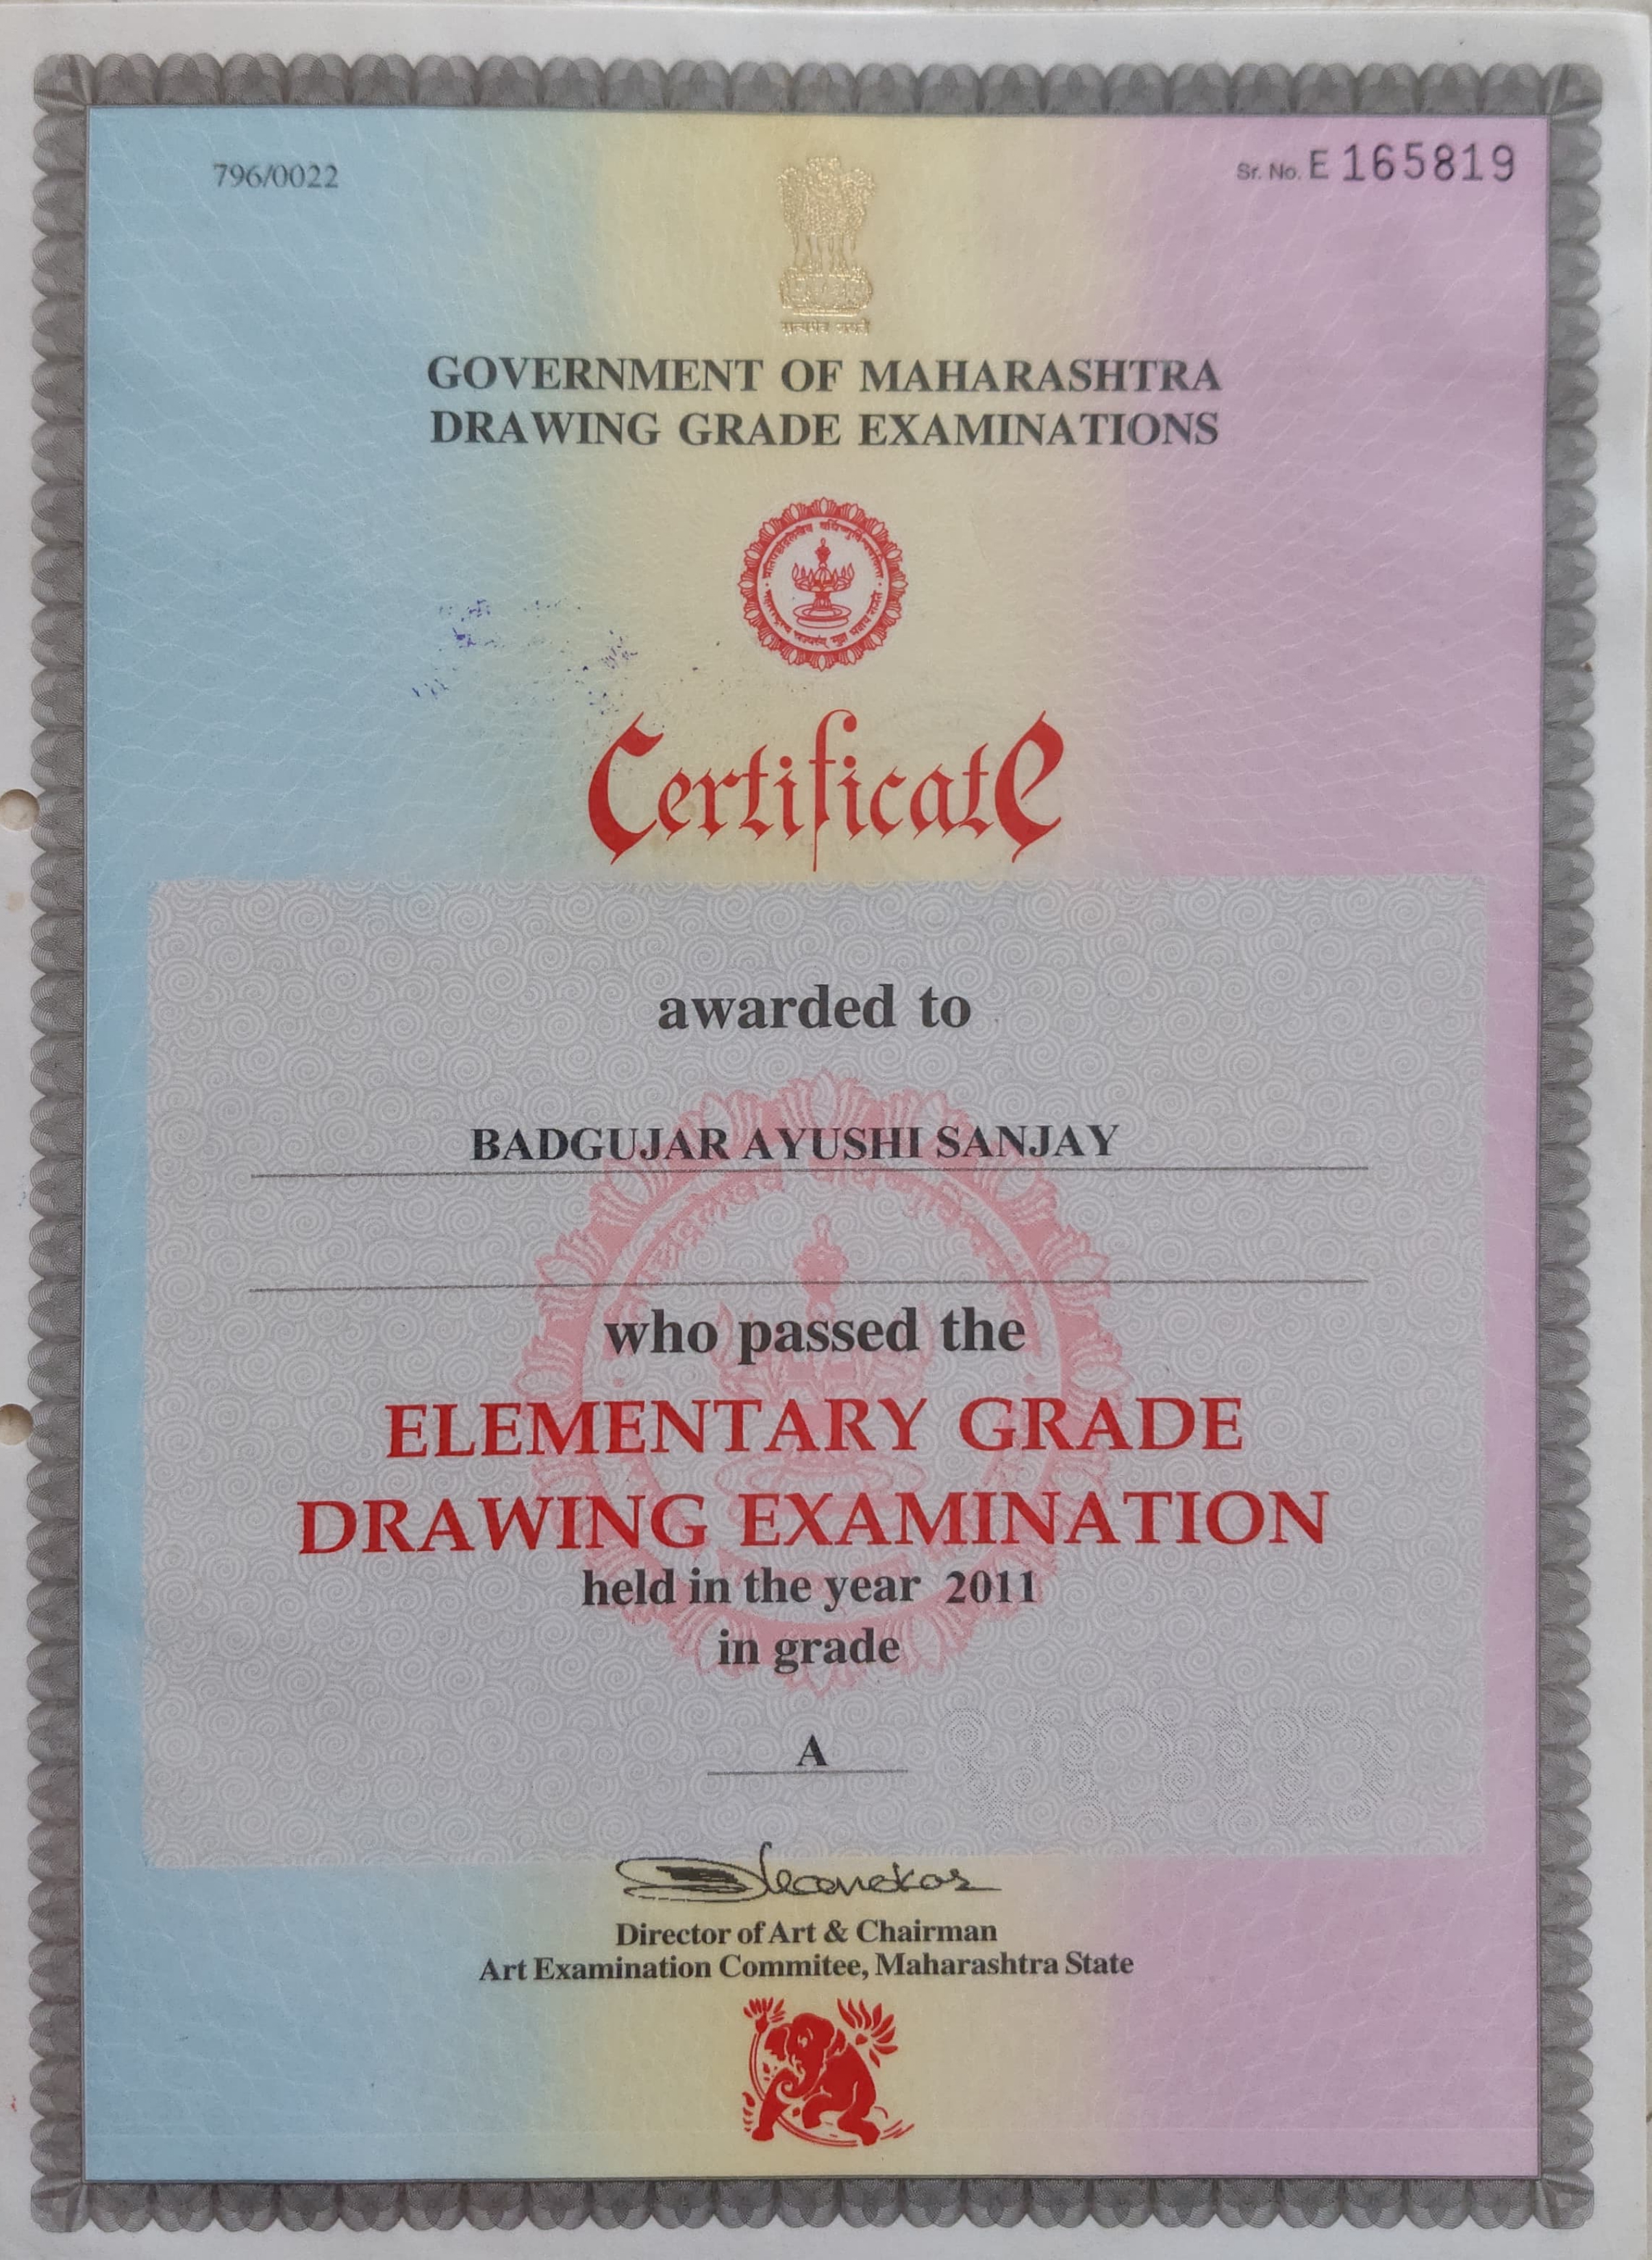 796/0022
Sr. No. E 165819
सत्यमेव जयते
GOVERNMENT OF MAHARASHTRA
DRAWING GRADE EXAMINATIONS
Certificate
awarded to
BADGUJAR AYUSHI SANJAY
who passed the
ELEMENTARY GRADE
DRAWING EXAMINATION
held in the year 2011
in grade
A
VOID
Director of Art & Chairman
Art Examination Commitee, Maharashtra State